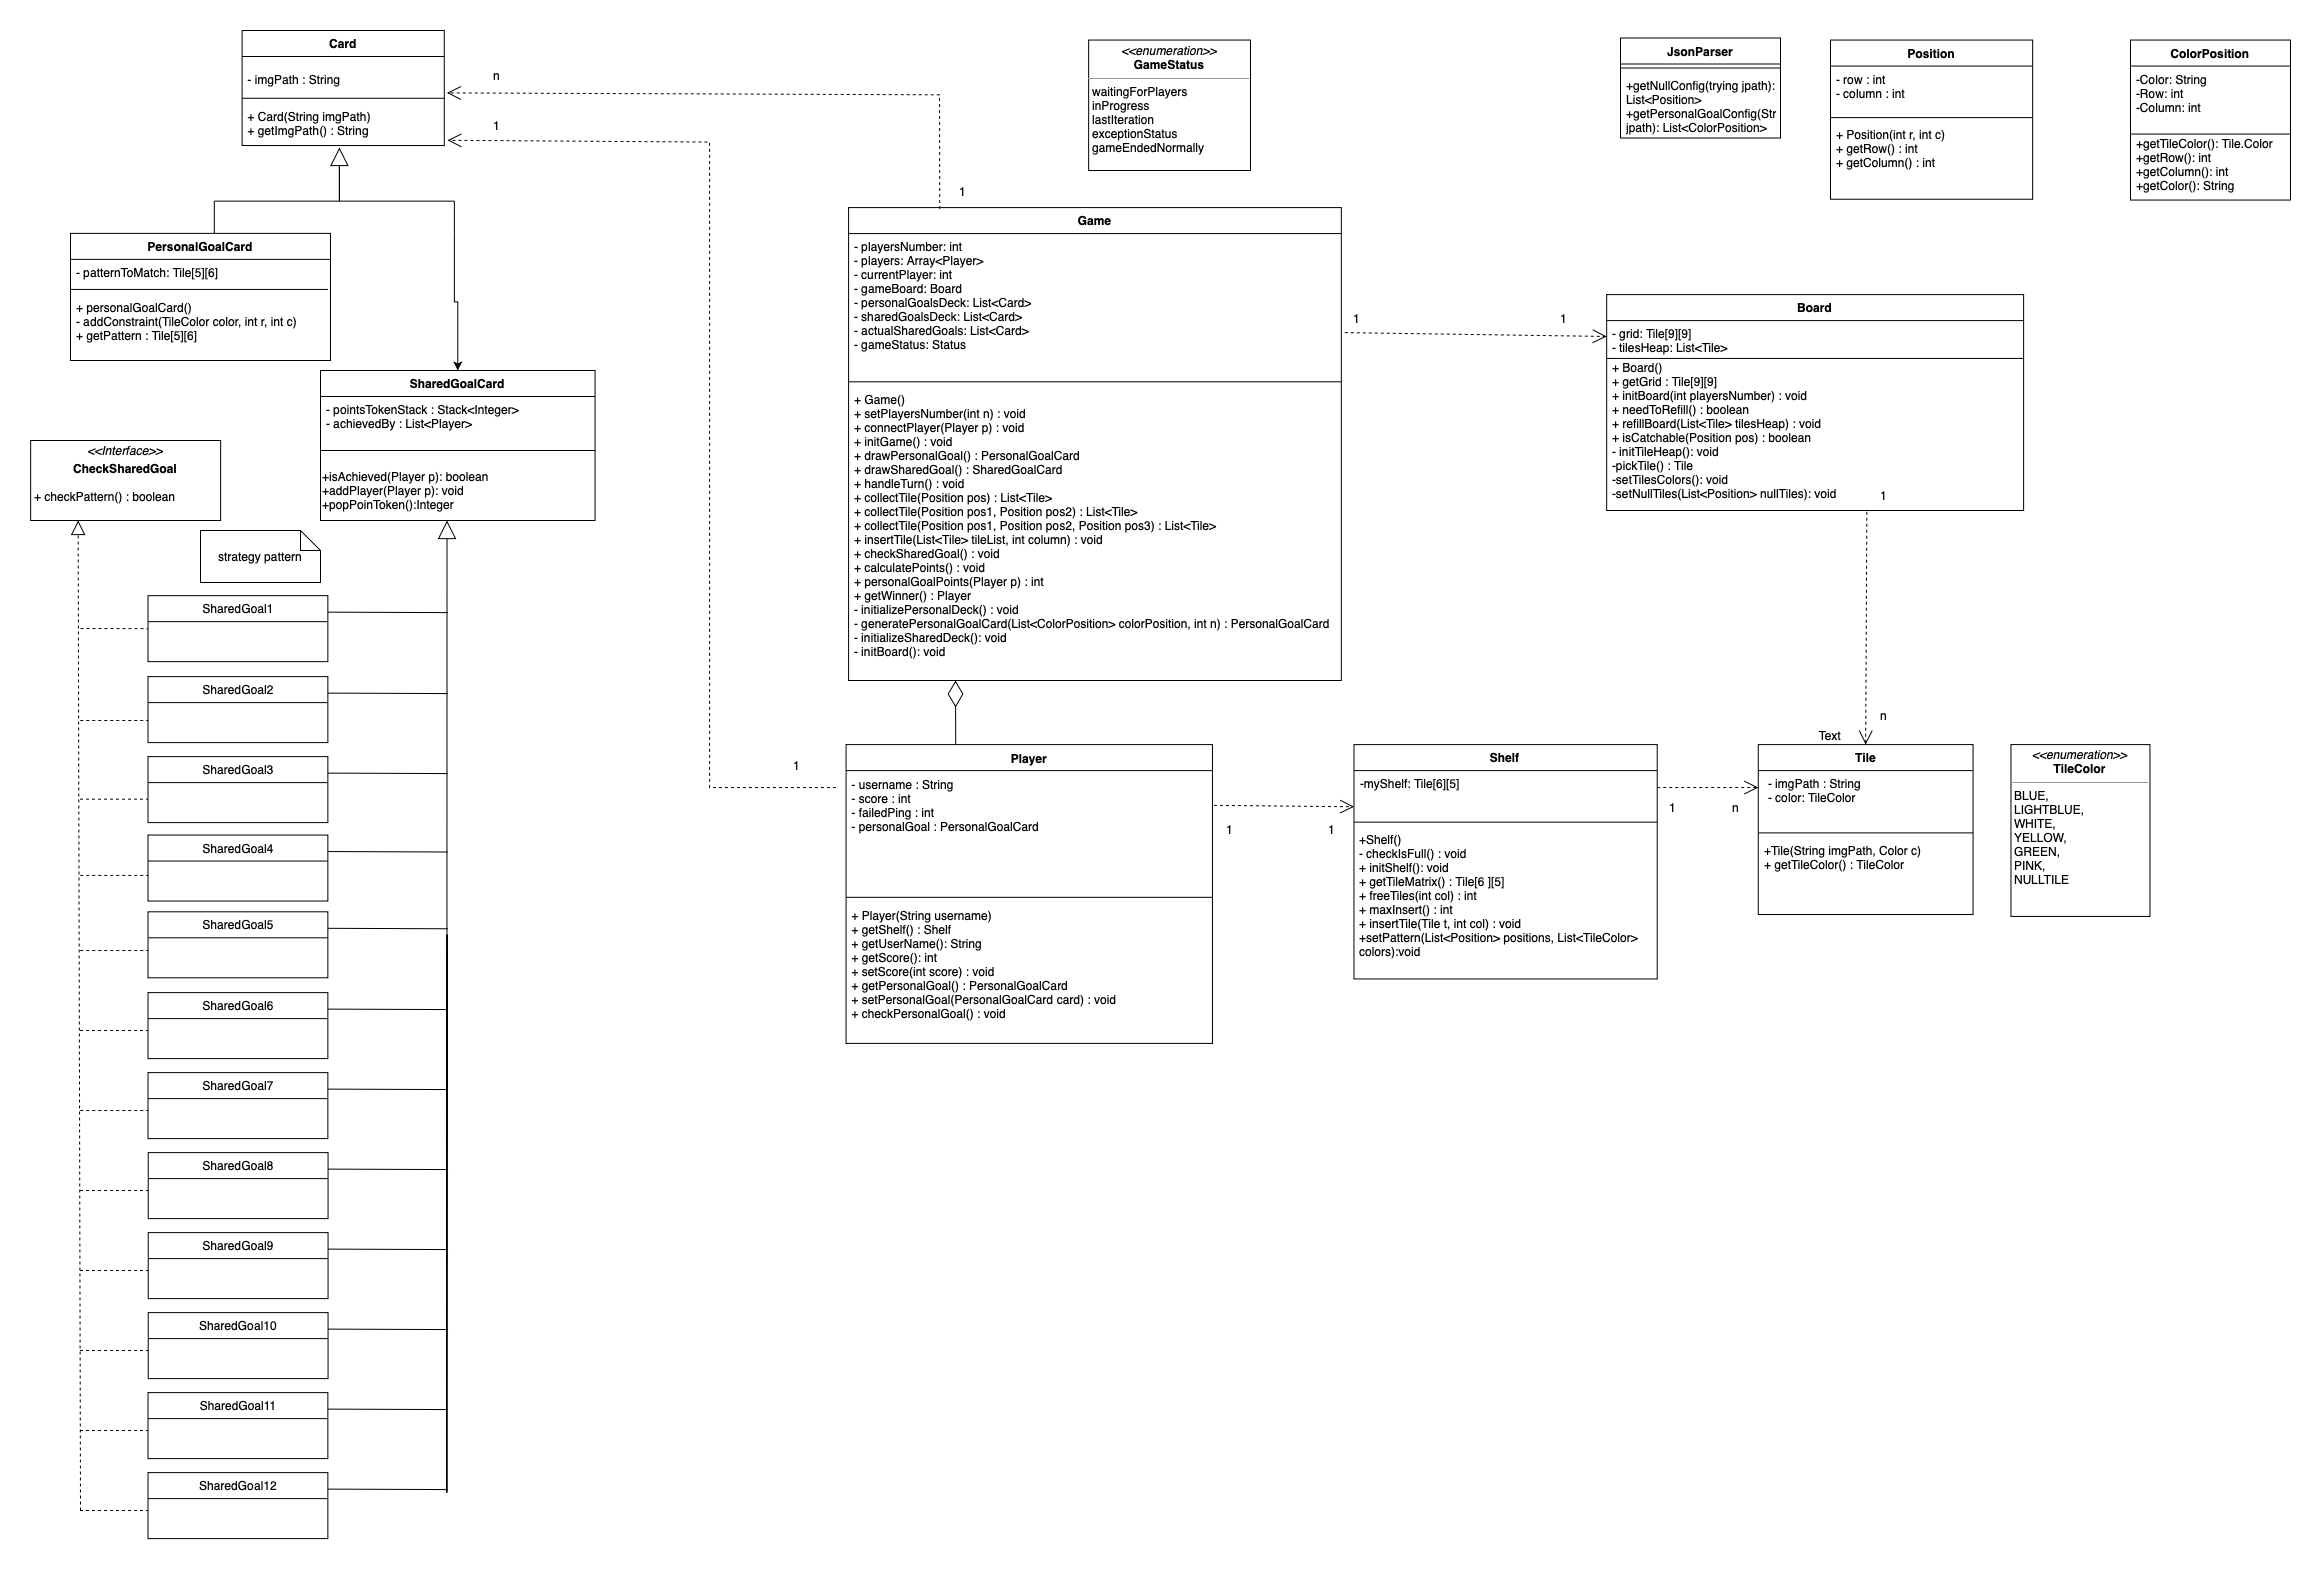 Card
- imgPath : String
+ Card(String imgPath)
+ getImgPath() : String
n
1
1
<<enumeration>>
GameStatus
waitingForPlayers
inProgress
lastIteration
exceptionStatus
gameEndedNormally
JsonParser
+getNullConfig(trying jpath):
List<Position>
+getPersonalGoalConfig(Str
jpath): List<ColorPosition>
Position
- row : int
- column : int
+ Position(int r, int c)
+ getRow() : int
+ getColumn() : int
ColorPosition
-Color: String
-Row: int
-Column: int
+getTileColor(): Tile.Color
+getRow(): int
+getColumn(): int
+getColor(): String
PersonalGoalCard
- patternToMatch: Tile[5][6]
+ personalGoalCard()
- addConstraint(TileColor color, int r, int c)
+ getPattern : Tile[5][6]
SharedGoalCard
- pointsTokenStack : Stack<Integer>
- achievedBy : List<Player>
+isAchieved(Player p): boolean
+addPlayer(Player p): void
+popPoinToken():Integer
<<Interface>>
CheckSharedGoal
+ checkPattern() : boolean
strategy pattern
SharedGoal1
SharedGoal2
SharedGoal3
SharedGoal4
SharedGoal5
SharedGoal6
SharedGoal7
SharedGoal8
SharedGoal9
SharedGoal10
SharedGoal11
SharedGoal12
Game
- playersNumber: int
- players: Array<Player>
- currentPlayer: int
- gameBoard: Board
- personalGoalsDeck: List<Card>
- sharedGoalsDeck: List<Card>
- actualSharedGoals: List<Card>
- gameStatus: Status
+ Game()
+ setPlayersNumber(int n) : void
+ connectPlayer(Player p) : void
+ initGame() : void
+ drawPersonalGoal() : PersonalGoalCard
+ drawSharedGoal() : SharedGoalCard
+ handleTurn() : void
+ collectTile(Position pos) : List<Tile>
+ collectTile(Position pos1, Position pos2) : List<Tile>
+ collectTile(Position pos1, Position pos2, Position pos3) : List<Tile>
+ insertTile(List<Tile> tileList, int column) : void
+ checkSharedGoal() : void
+ calculatePoints() : void
+ personalGoalPoints(Player p) : int
+ getWinner() : Player
- initializePersonalDeck() : void
- generatePersonalGoalCard(List<ColorPosition> colorPosition, int n) : PersonalGoalCard
- initializeSharedDeck(): void
- initBoard(): void
1
1
Board
- grid: Tile[9][9]
- tilesHeap: List<Tile>
+ Board()
+ getGrid : Tile[9][9]
+ initBoard(int playersNumber) : void
+ needToRefill() : boolean
+ refillBoard(List<Tile> tilesHeap) : void
+ isCatchable(Position pos) : boolean
- initTileHeap(): void
-pickTile() : Tile
-setTilesColors(): void
-setNullTiles(List<Position> nullTiles): void
1
n
Text
1
Player
- username : String
- score : int
- failedPing : int
- personalGoal : PersonalGoalCard
+ Player(String username)
+ getShelf() : Shelf
+ getUserName(): String
+ getScore(): int
+ setScore(int score) : void
+ getPersonalGoal() : PersonalGoalCard
+ setPersonalGoal(PersonalGoalCard card) : void
+ checkPersonalGoal() : void
1
1
Shelf
-myShelf: Tile[6][5]
+Shelf()
- checkIsFull() : void
+ initShelf(): void
+ getTileMatrix() : Tile[6 ][5]
+ freeTiles(int col) : int
+ maxInsert() : int
+ insertTile(Tile t, int col) : void
+setPattern(List<Position> positions, List<TileColor>
colors):void
1
n
Tile
- imgPath : String
- color: TileColor
+Tile(String imgPath, Color c)
+ getTileColor() : TileColor
<<enumeration>>
TileColor
BLUE,
LIGHTBLUE,
WHITE,
YELLOW,
GREEN,
PINK,
NULLTILE